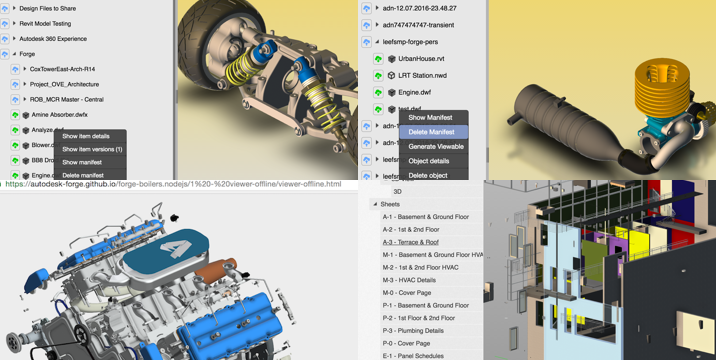 Design Files to Share
Revit Model Testing
Autodesk 360 Experience
Forge
CoxTowerEast-Arch-R14
Project_OVE_Architecture
ROB_MCR Master - Central
Amine Absorber.dwfx
Analyze.dwf
Blower.
BB8 Dro
Engine.
Show item details
Show item versions (1)
Show manifest
Delete manifest
adn-12.07.2016-23.48.27
adn747474747-transient
leefsmp-forge-pers
UrbanHouse.rvt
LRT Station.nwd
Engine.dwf
test.dwf
adn-1
adn-1
leefs
leefsm
Show Manifest
Delete Manifest
Generate Viewable
Object details
Delete object
https://autodesk-forge.github.io/forge-boilers.nodejs/1%20-%20viewer-offline/viewer-offline.html
4
3D
Sheets
A-1 - Basement & Ground Floor
A-2 - 1st & 2nd Floor
A-3 - Terrace & Roof
M-1 - Basement & Ground Floor HVA
M-2 - 1st & 2nd Floor HVAC
M-3 - HVAC Details
M-0 - Cover Page
P-1 - Basement & Ground Floor
P-2 - 1st Floor & 2nd Floor
P-3 - Plumbing Details
P-0 - Cover Page
E-1 - Panel Schedules